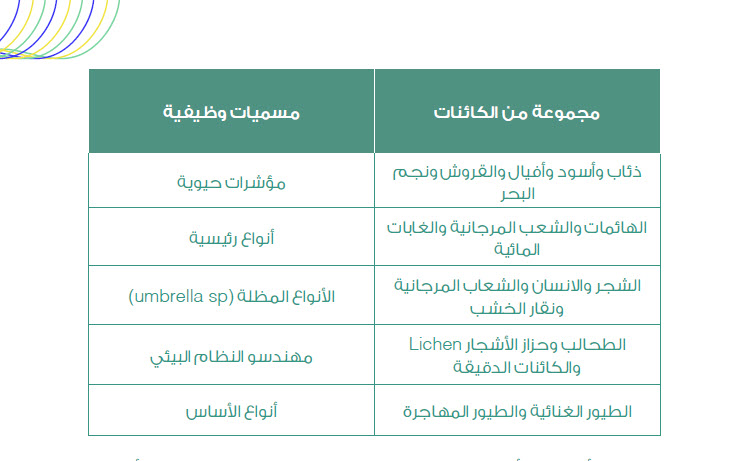 مجموعة من الكائنات
مسميات وظيفية
ذئاب وأسود وأفيال والقروش ونجم
البحر
مؤشرات حيوية
الهائمات والشعب المرجانية والغابات
المائية
أنواع رئيسية
الشجر والانسان والشعاب المرجانية
ونقار الخشب
الأنواع المظلة (umbrella sp)
الطحالب وحزاز الأشجار Lichen
والكائنات الدقيقة
مهندسو النظام البيئي
الطيور الغنائية والطيور المهاجرة
أنواع الأساس